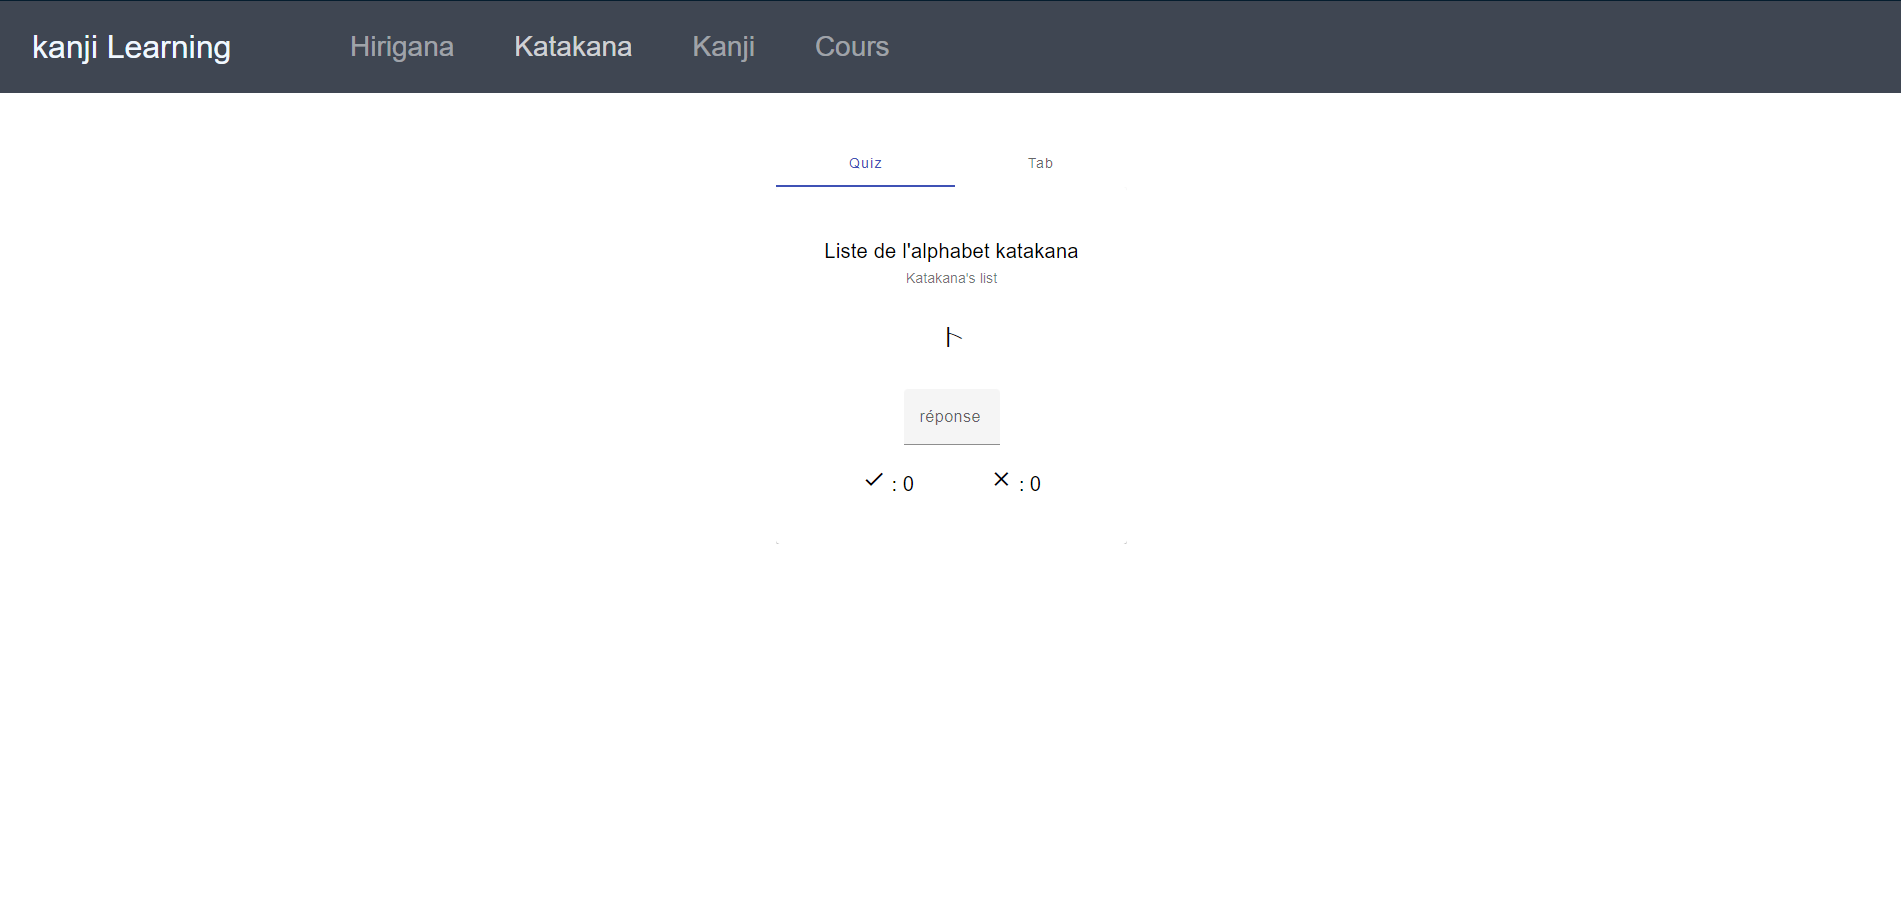 kanji Learning Hirigana Katakana Kanji Cours
Quiz Tab
Liste de l'alphabet katakana
Katakana's list
ト
réponse
: 0 : 0